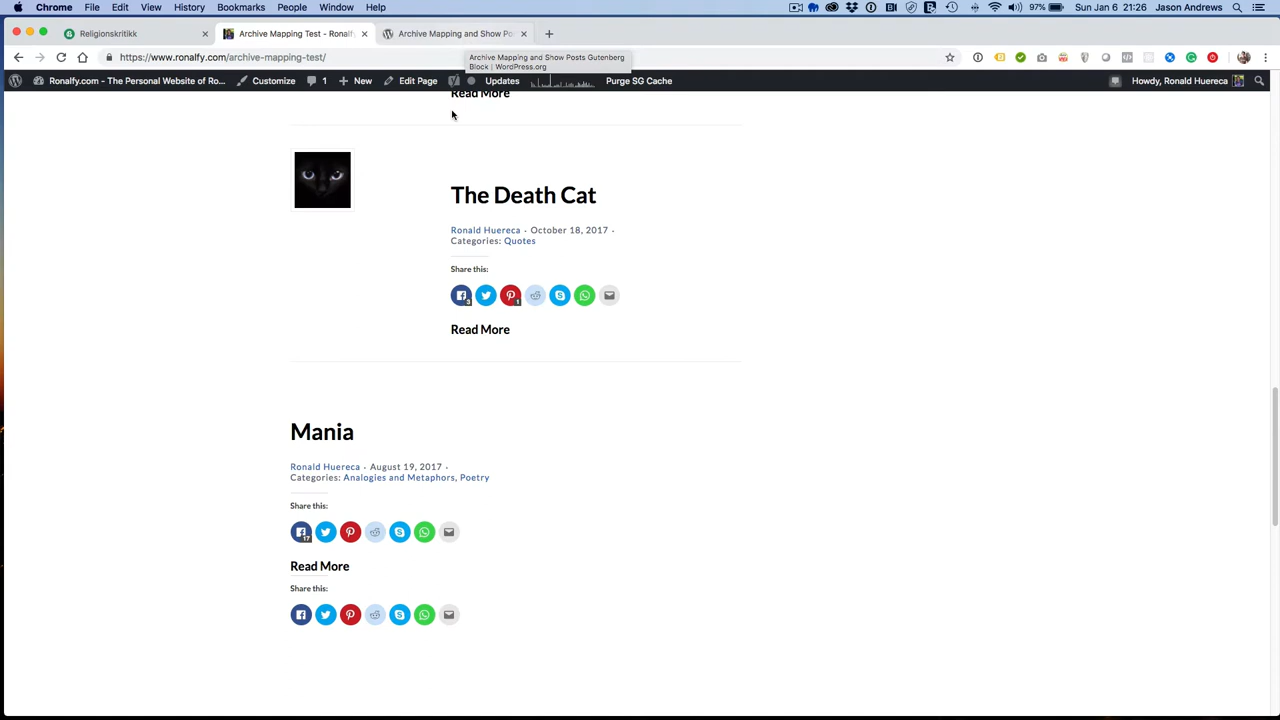 Chrome File Edit View History Bookmarks People Window Help 97% Sun Jan 6 21:26 Jason Andrews
Religionskritikk Archive Mapping Test - Ronalfy Archive Mapping and Show Po
https://www.ronalfy.com/archive-mapping-test/
Archive Mapping and Show Posts Gutenberg
Block | WordPress.org
Ronalfy.com - The Personal Website of Ro... Customize 1 New Edit Page Updates Purge SG Cache Howdy, Ronald Huereca
Read More
The Death Cat
Ronald Huereca · October 18, 2017 ·
Categories: Quotes
Share this:
3 1
Read More
Mania
Ronald Huereca · August 19, 2017 ·
Categories: Analogies and Metaphors, Poetry
Share this:
17
Read More
Share this: